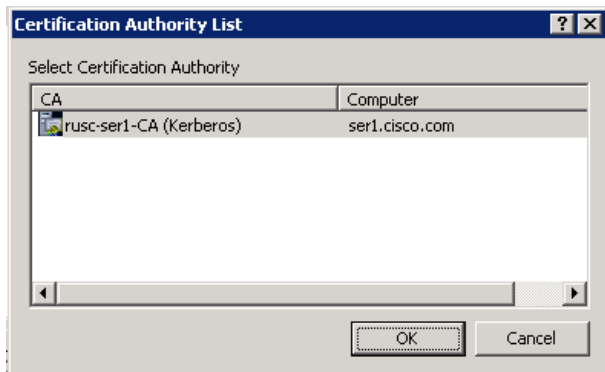 Certification Authority List
Select Certification Authority
CA Computer
rusc-ser1-CA (Kerberos) ser1.cisco.com
OK Cancel